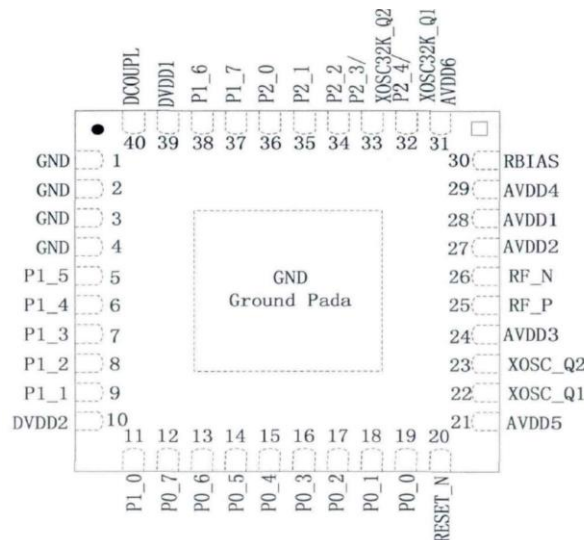 DCOUPL
DVDD1
P1_6
P1_7
P2_0
P2_1
P2_2
P2_3/
XOSC32K_Q2
P2_4/
XOSC32K_Q1
AVDD6
40 39 38 37 36 35 34 33 32 31
GND 1
GND 2
GND 3
GND 4
P1_5 5
P1_4 6
P1_3 7
P1_2 8
P1_1 9
DVDD2 10
GND
Ground Pada
30 RBIAS
29 AVDD4
28 AVDD1
27 AVDD2
26 RF_N
25 RF_P
24 AVDD3
23 XOSC_Q2
22 XOSC_Q1
21 AVDD5
11 12 13 14 15 16 17 18 19 20
P1_0
P0_7
P0_6
P0_5
P0_4
P0_3
P0_2
P0_1
P0_0
RESET_N